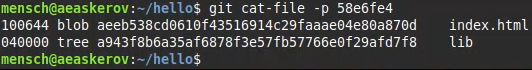 mensch@aeaskerov:~/hello$ git cat-file -p 58e6fe4
100644 blob aeeb538cd0610f43516914c29faaae04e80a870d    index.html
040000 tree a943f8b6a35af6878f3e57fb57766e0f29afd7f8    lib
mensch@aeaskerov:~/hello$